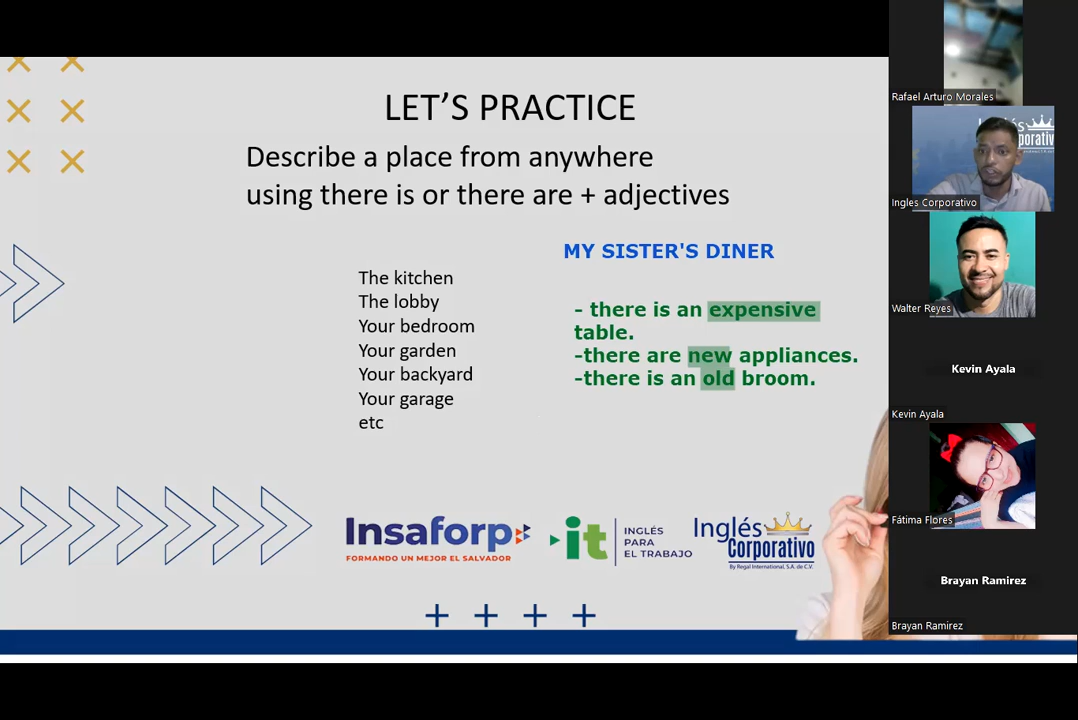 LET'S PRACTICE
Describe a place from anywhere
using there is or there are + adjectives
The kitchen
The lobby
Your bedroom
Your garden
Your backyard
Your garage
etc
MY SISTER'S DINER
- there is an expensive
table.
-there are new appliances.
-there is an old broom.
Insaforp
FORMANDO UN MEJOR EL SALVADOR
it
INGLÉS
PARA
EL TRABAJO
Inglés
Corporativo
By Regal International, S.A. de C.V.
Rafael Arturo Morales
Ingles Corporativo
Walter Reyes
Kevin Ayala
Kevin Ayala
Fátima Flores
Brayan Ramirez
Brayan Ramirez